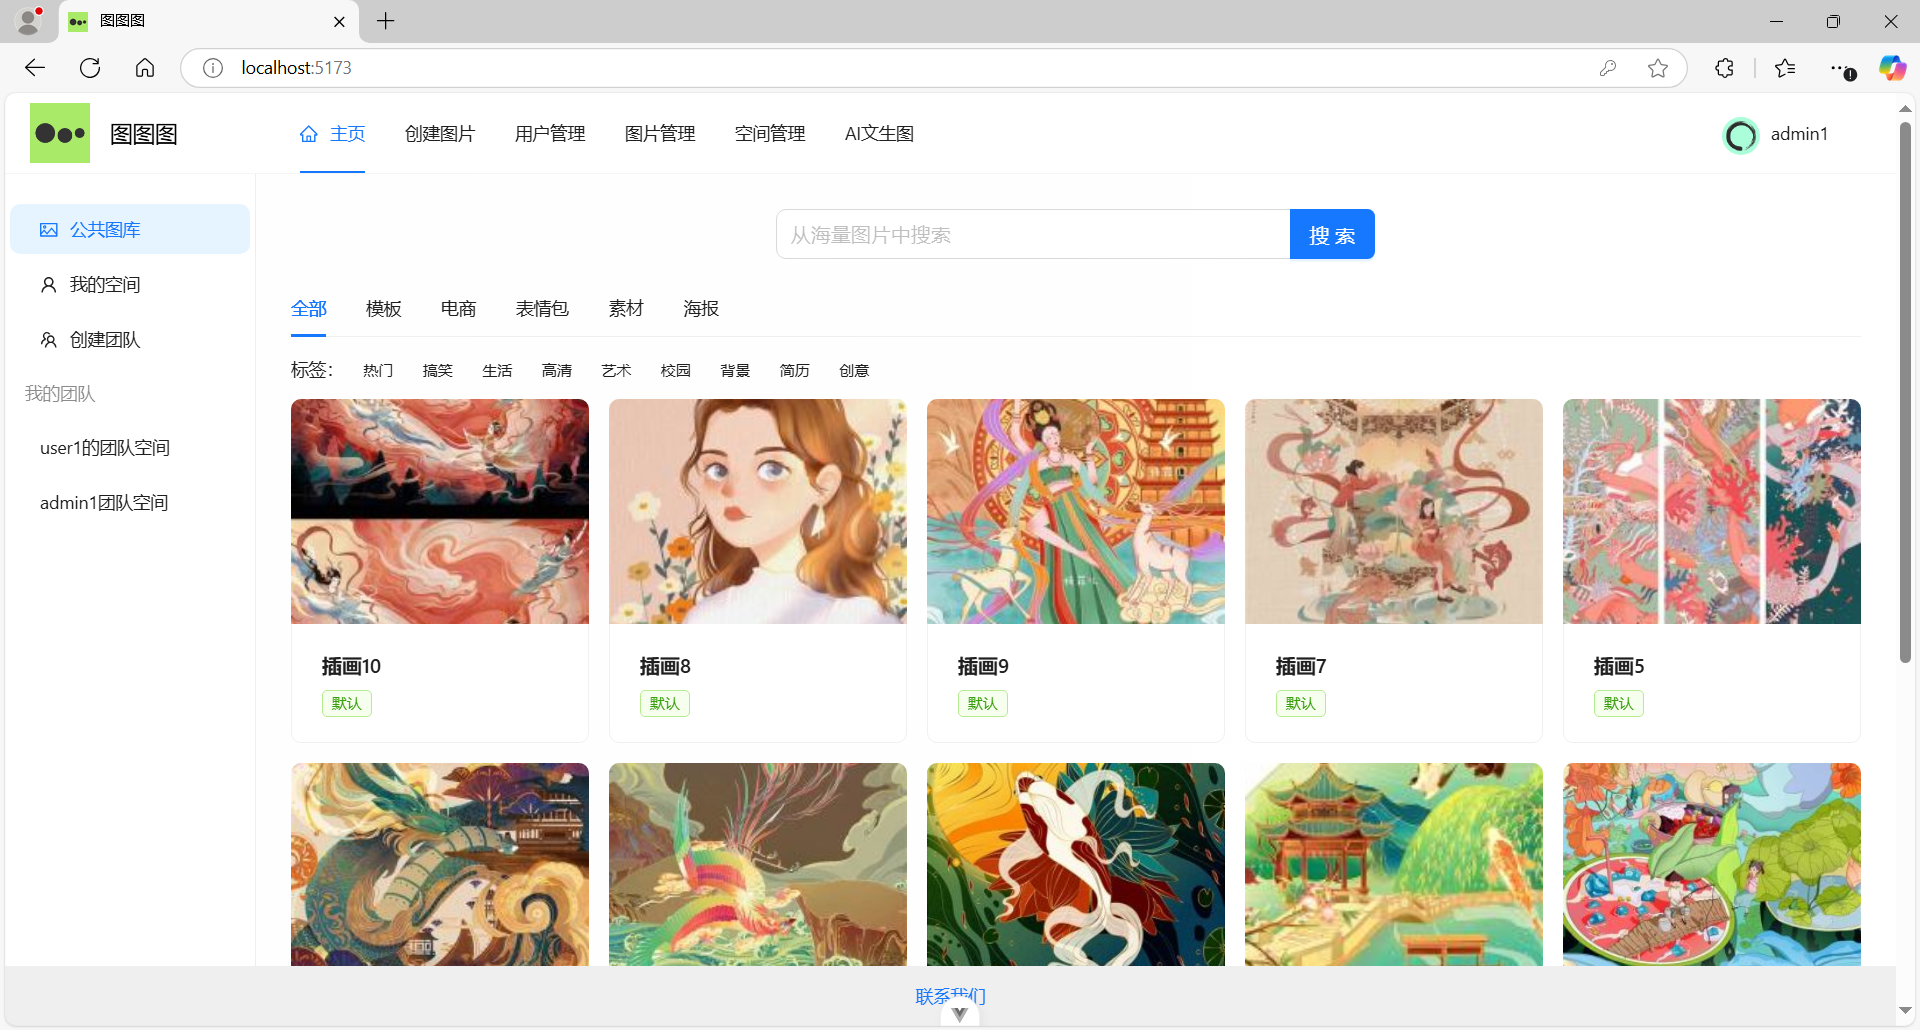 图图图
localhost:5173
图图图
主页
创建图片
用户管理
图片管理
空间管理
AI文生图
admin1
公共图库
我的空间
创建团队
我的团队
user1的团队空间
admin1团队空间
从海量图片中搜索
搜 索
全部
模板
电商
表情包
素材
海报
标签：
热门
搞笑
生活
高清
艺术
校园
背景
简历
创意
插画10
默认
插画8
默认
插画9
默认
插画7
默认
插画5
默认
联系我们